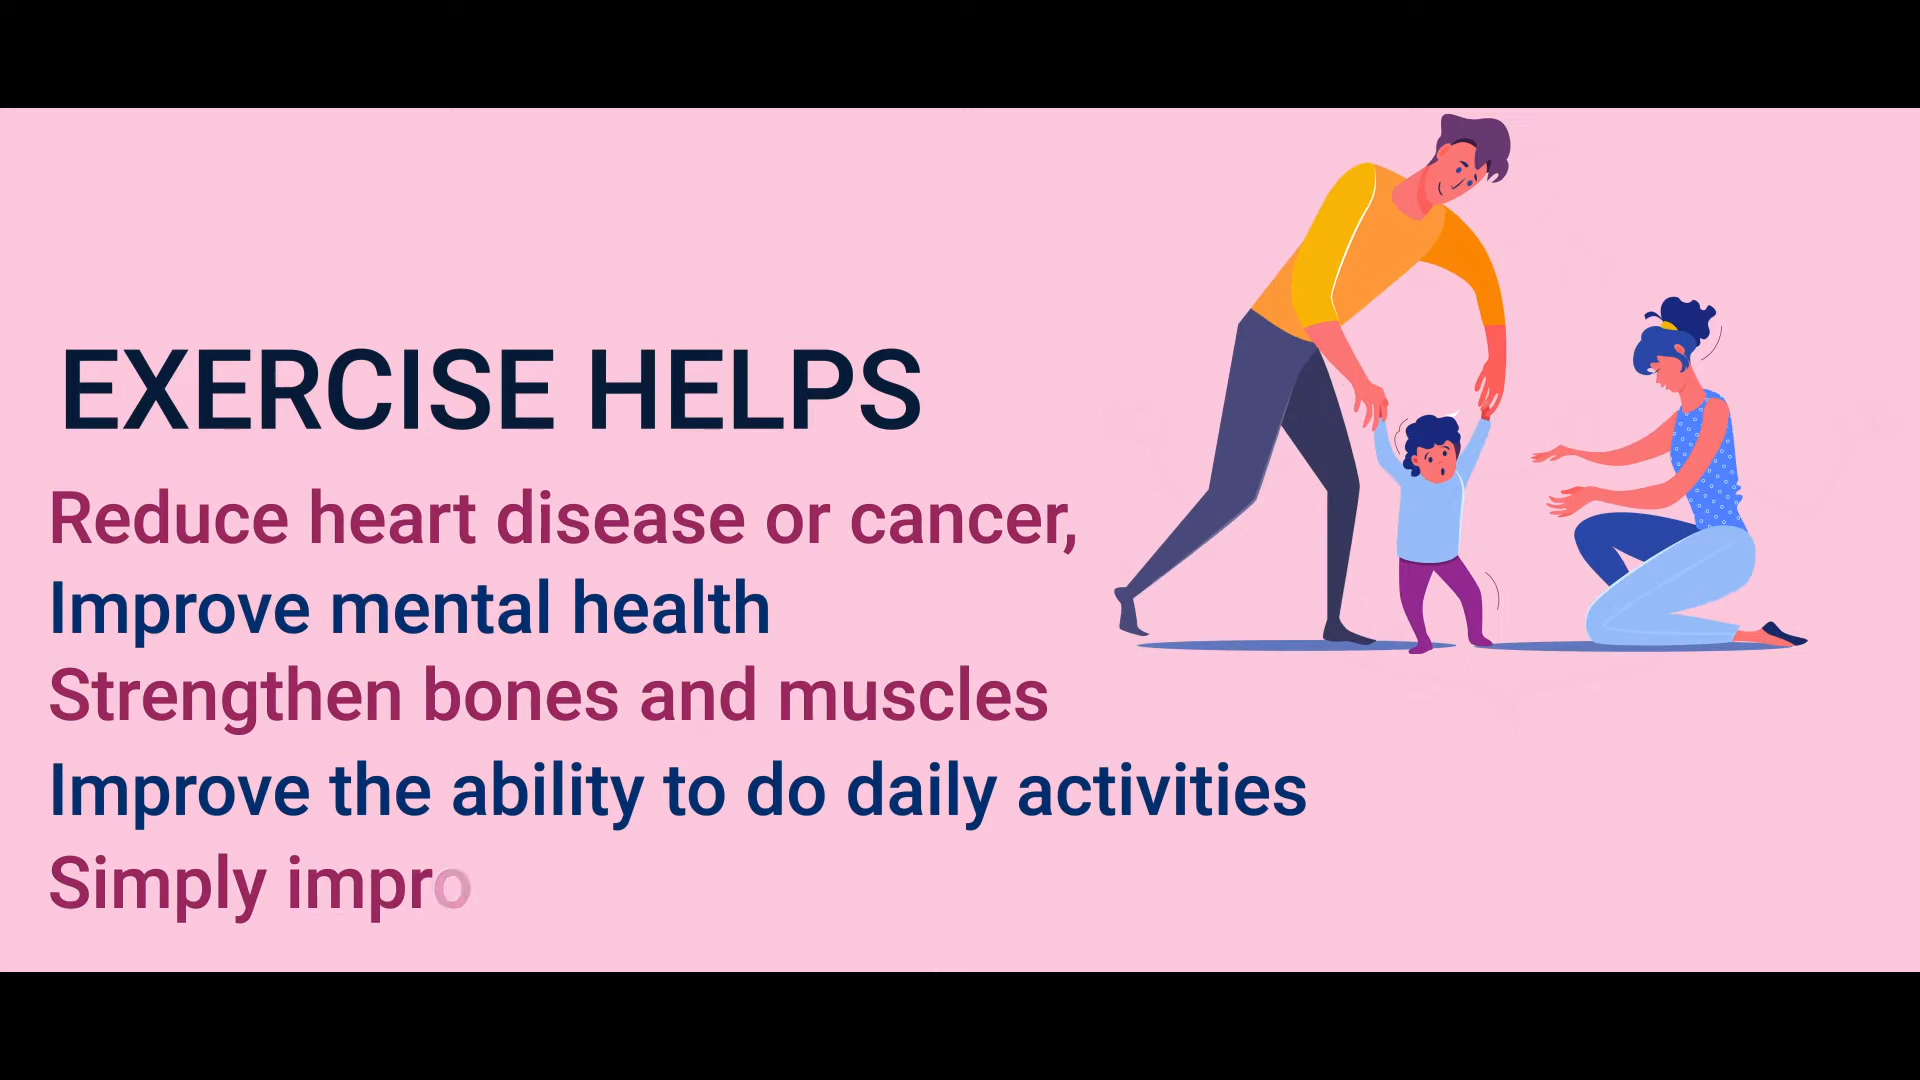 EXERCISE HELPS
Reduce heart disease or cancer,
Improve mental health
Strengthen bones and muscles
Improve the ability to do daily activities
Simply impro